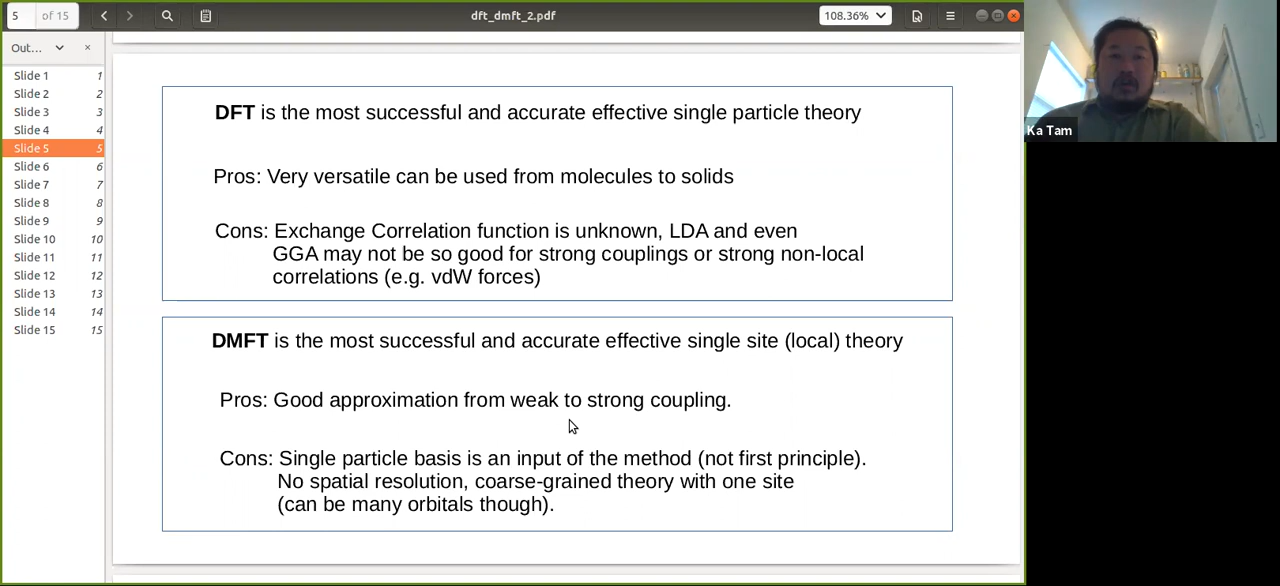 5 of 15
dft_dmft_2.pdf
108.36%
Out...
Slide 1 1
Slide 2 2
Slide 3 3
Slide 4 4
Slide 5 5
Slide 6 6
Slide 7 7
Slide 8 8
Slide 9 9
Slide 10 10
Slide 11 11
Slide 12 12
Slide 13 13
Slide 14 14
Slide 15 15
DFT is the most successful and accurate effective single particle theory
Pros: Very versatile can be used from molecules to solids
Cons: Exchange Correlation function is unknown, LDA and even
GGA may not be so good for strong couplings or strong non-local
correlations (e.g. vdW forces)
DMFT is the most successful and accurate effective single site (local) theory
Pros: Good approximation from weak to strong coupling.
Cons: Single particle basis is an input of the method (not first principle).
No spatial resolution, coarse-grained theory with one site
(can be many orbitals though).
Ka Tam